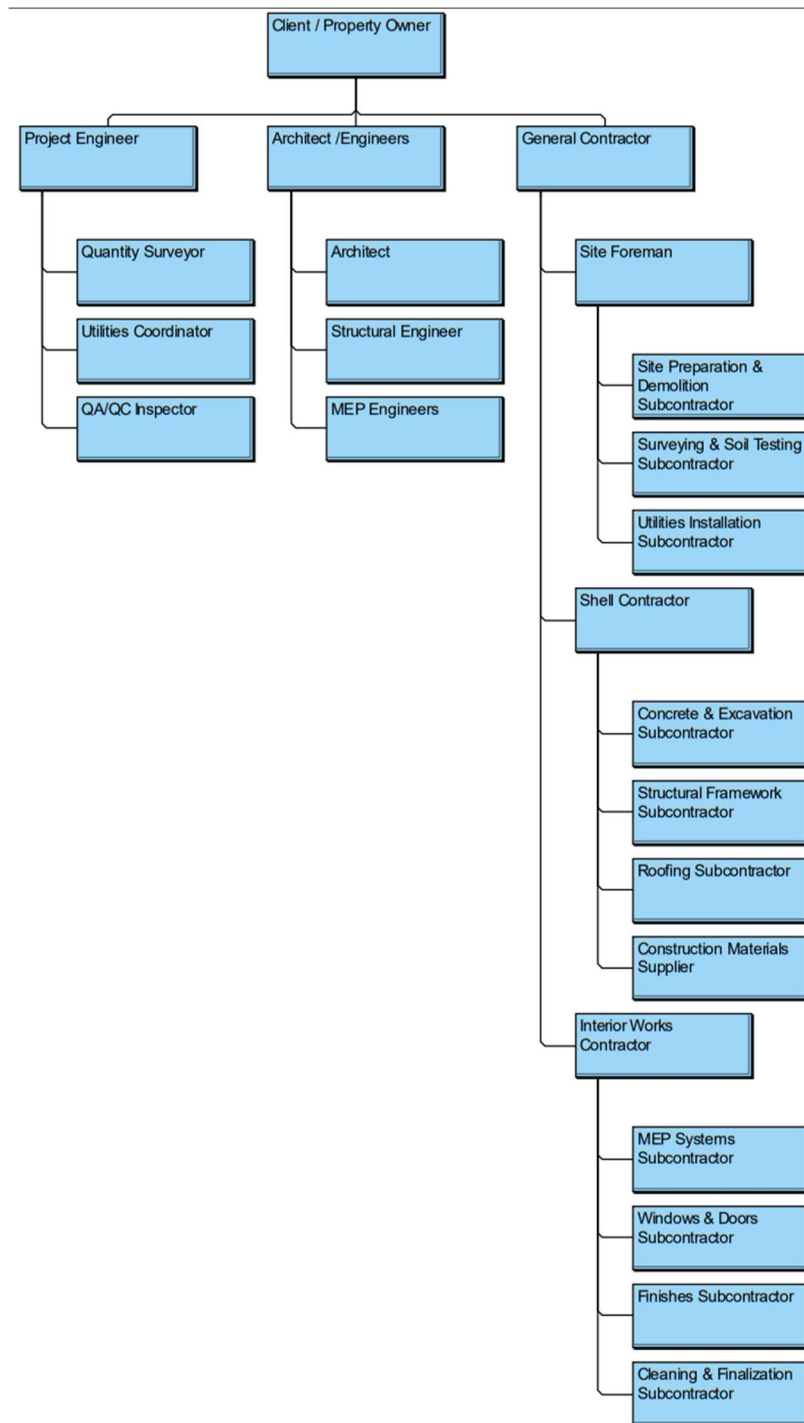 Client / Property Owner
Project Engineer
Architect /Engineers
General Contractor
Quantity Surveyor
Utilities Coordinator
QA/QC Inspector
Architect
Structural Engineer
MEP Engineers
Site Foreman
Site Preparation &
Demolition
Subcontractor
Surveying & Soil Testing
Subcontractor
Utilities Installation
Subcontractor
Shell Contractor
Concrete & Excavation
Subcontractor
Structural Framework
Subcontractor
Roofing Subcontractor
Construction Materials
Supplier
Interior Works
Contractor
MEP Systems
Subcontractor
Windows & Doors
Subcontractor
Finishes Subcontractor
Cleaning & Finalization
Subcontractor